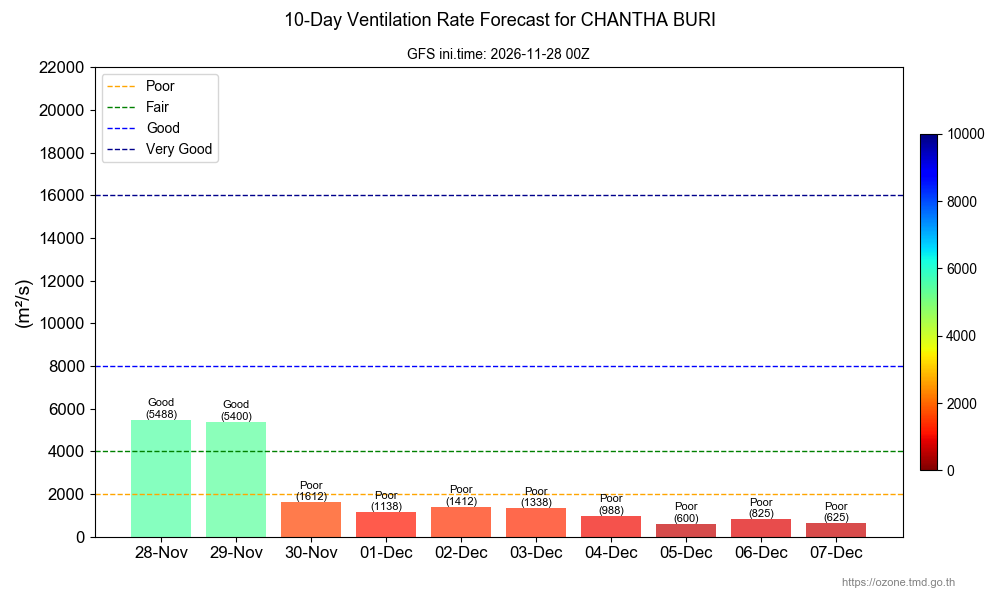 10-Day Ventilation Rate Forecast for CHANTHA BURI
GFS ini.time: 2026-11-28 00Z
22000
20000
18000
16000
14000
12000
10000
8000
6000
4000
2000
0
(m²/s)
Poor
Fair
Good
Very Good
Good
(5488)
Good
(5400)
Poor
(1612)
Poor
(1138)
Poor
(1412)
Poor
(1338)
Poor
(988)
Poor
(600)
Poor
(825)
Poor
(625)
28-Nov
29-Nov
30-Nov
01-Dec
02-Dec
03-Dec
04-Dec
05-Dec
06-Dec
07-Dec
10000
8000
6000
4000
2000
0
https://ozone.tmd.go.th